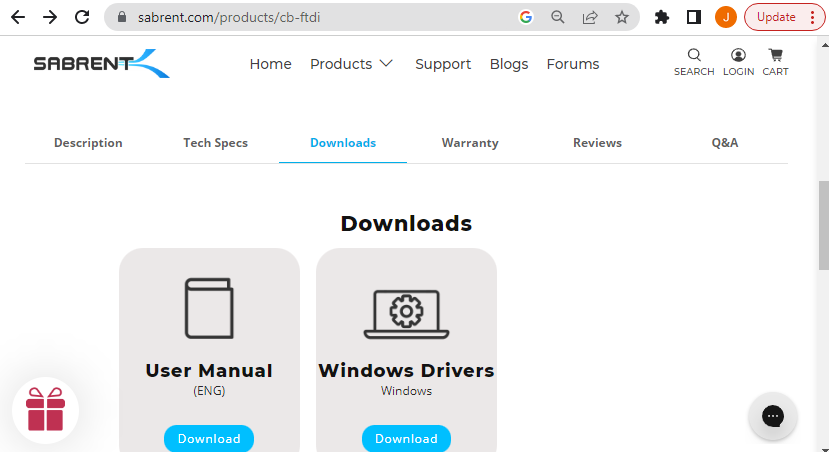 sabrent.com/products/cb-ftdi
J
Update
SABRENT
Home Products Support Blogs Forums
SEARCH LOGIN CART
Description Tech Specs Downloads Warranty Reviews Q&A
Downloads
User Manual
(ENG)
Download
Windows Drivers
Windows
Download